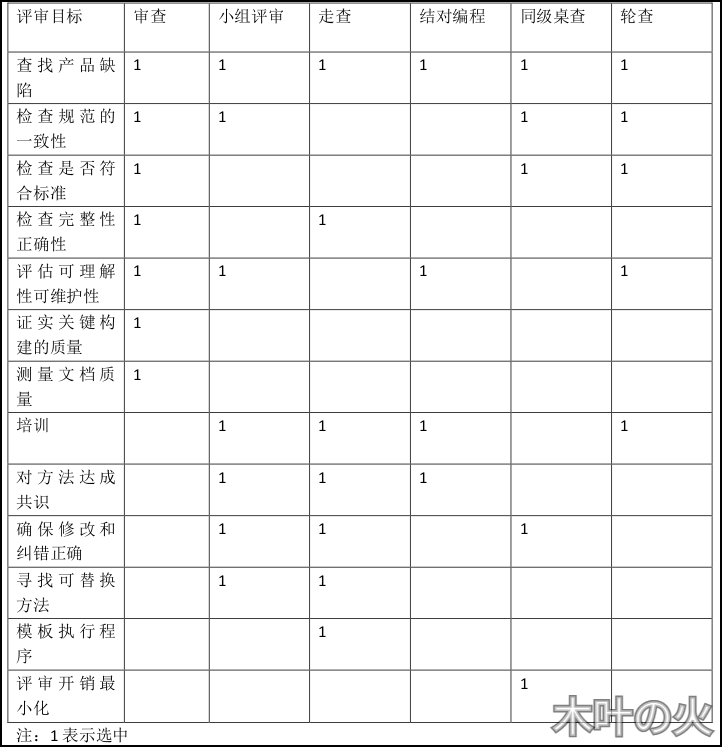 评审目标 审查 小组评审 走查 结对编程 同级桌查 轮查
查找产品缺 1 1 1 1 1 1
陷
检查规范的 1 1 1 1
一致性
检查是否符 1 1 1
合标准
检查完整性 1 1
正确性
评估可理解 1 1 1 1
性可维护性
证实关键构 1
建的质量
测量文档质 1
量
培训 1 1 1 1
对方法达成 1 1 1
共识
确保修改和 1 1 1
纠错正确
寻找可替换 1 1
方法
模板执行程 1
序
评审开销最 1
小化
注：1 表示选中
木叶の火